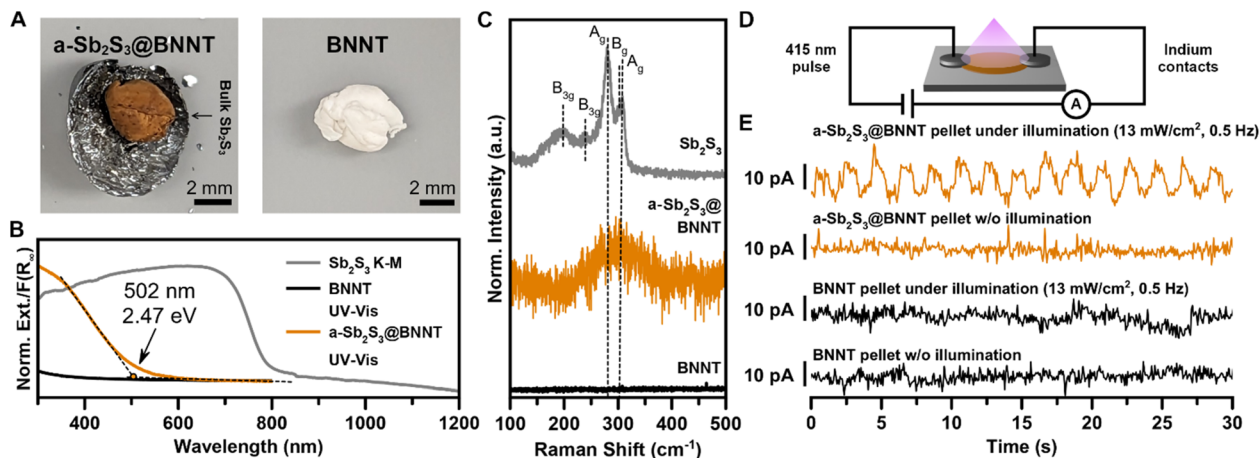 A
a-Sb₂S₃@BNNT
Bulk Sb₂S₃
2 mm
BNNT
2 mm
B
Norm. Ext./F(R∞)
502 nm
2.47 eV
Sb₂S₃ K-M
BNNT
UV-Vis
a-Sb₂S₃@BNNT
UV-Vis
400 600 800 1000 1200
Wavelength (nm)
C
Norm. Intensity (a.u.)
Ag
Bg
Ag
B3g
B3g
Sb₂S₃
a-Sb₂S₃@
BNNT
BNNT
100 200 300 400 500
Raman Shift (cm⁻¹)
D
415 nm
pulse
Indium
contacts
A
E
a-Sb₂S₃@BNNT pellet under illumination (13 mW/cm², 0.5 Hz)
10 pA
a-Sb₂S₃@BNNT pellet w/o illumination
10 pA
BNNT pellet under illumination (13 mW/cm², 0.5 Hz)
10 pA
BNNT pellet w/o illumination
10 pA
0 5 10 15 20 25 30
Time (s)